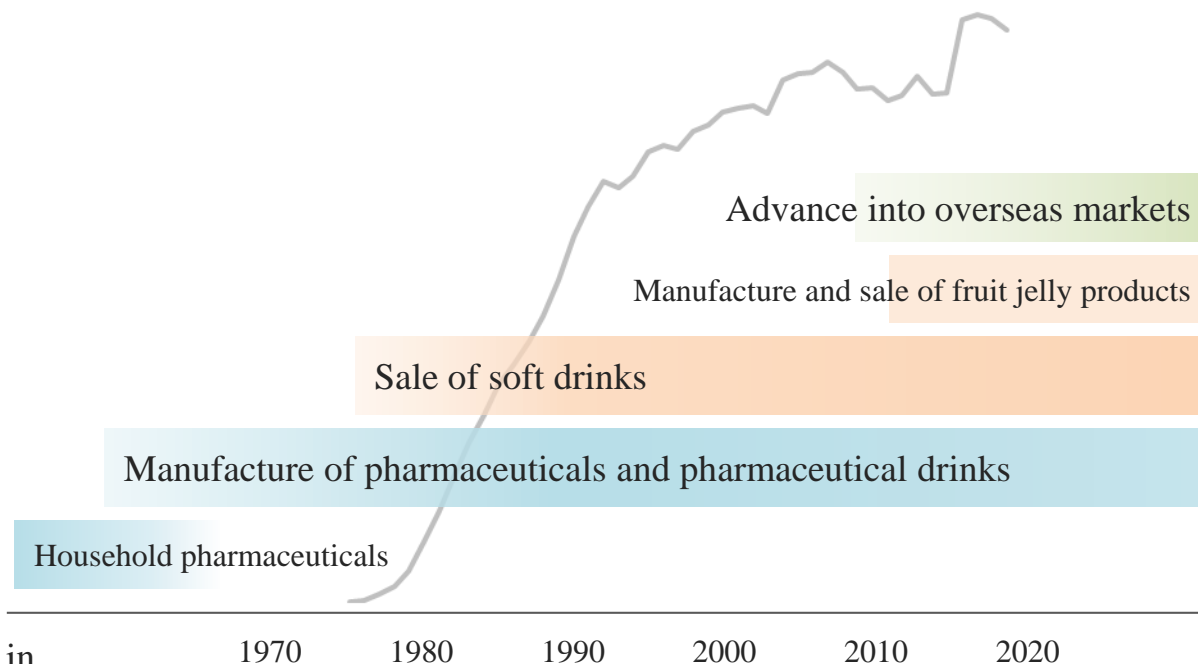 Advance into overseas markets
Manufacture and sale of fruit jelly products
Sale of soft drinks
Manufacture of pharmaceuticals and pharmaceutical drinks
Household pharmaceuticals
in 1970 1980 1990 2000 2010 2020